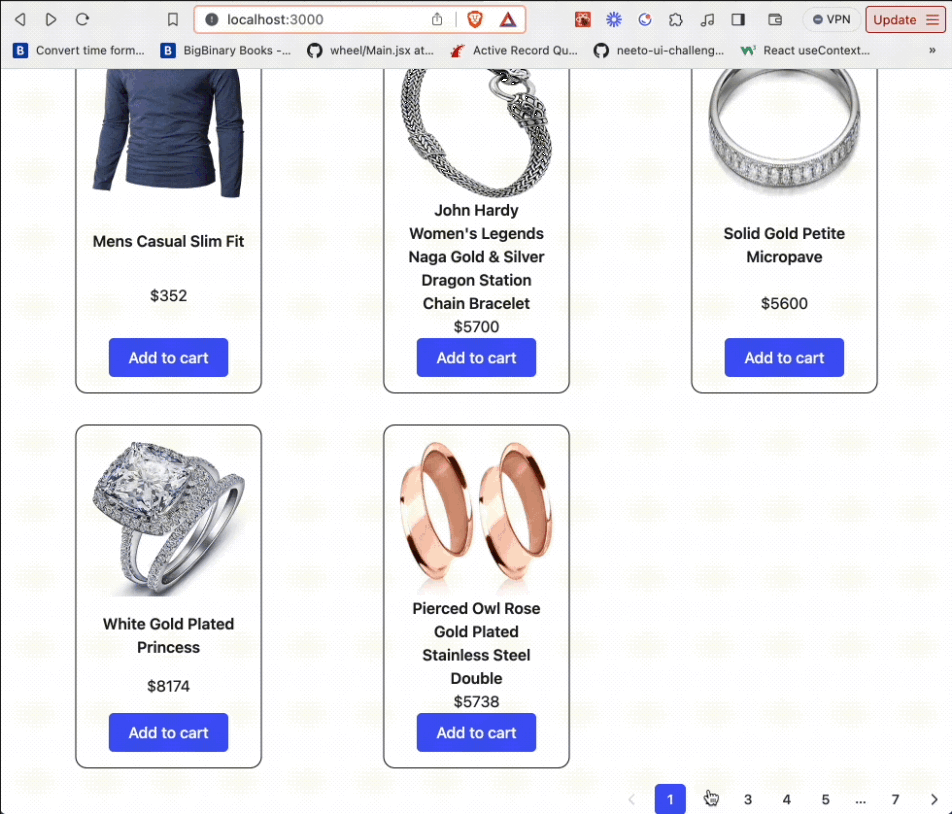 localhost:3000
VPN
Update
Convert time form...
BigBinary Books -...
wheel/Main.jsx at...
Active Record Qu...
neeto-ui-challeng...
React useContext...
»
Mens Casual Slim Fit
$352
Add to cart
John Hardy
Women's Legends
Naga Gold & Silver
Dragon Station
Chain Bracelet
$5700
Add to cart
Solid Gold Petite
Micropave
$5600
Add to cart
White Gold Plated
Princess
$8174
Add to cart
Pierced Owl Rose
Gold Plated
Stainless Steel
Double
$5738
Add to cart
1 3 4 5 ... 7